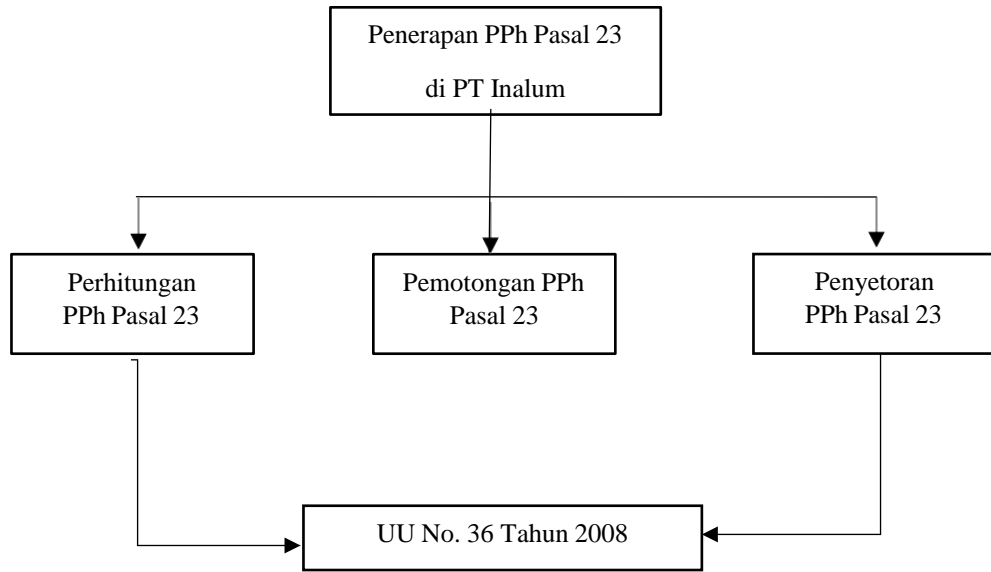 Penerapan PPh Pasal 23
di PT Inalum
Perhitungan
PPh Pasal 23
Pemotongan PPh
Pasal 23
Penyetoran
PPh Pasal 23
UU No. 36 Tahun 2008